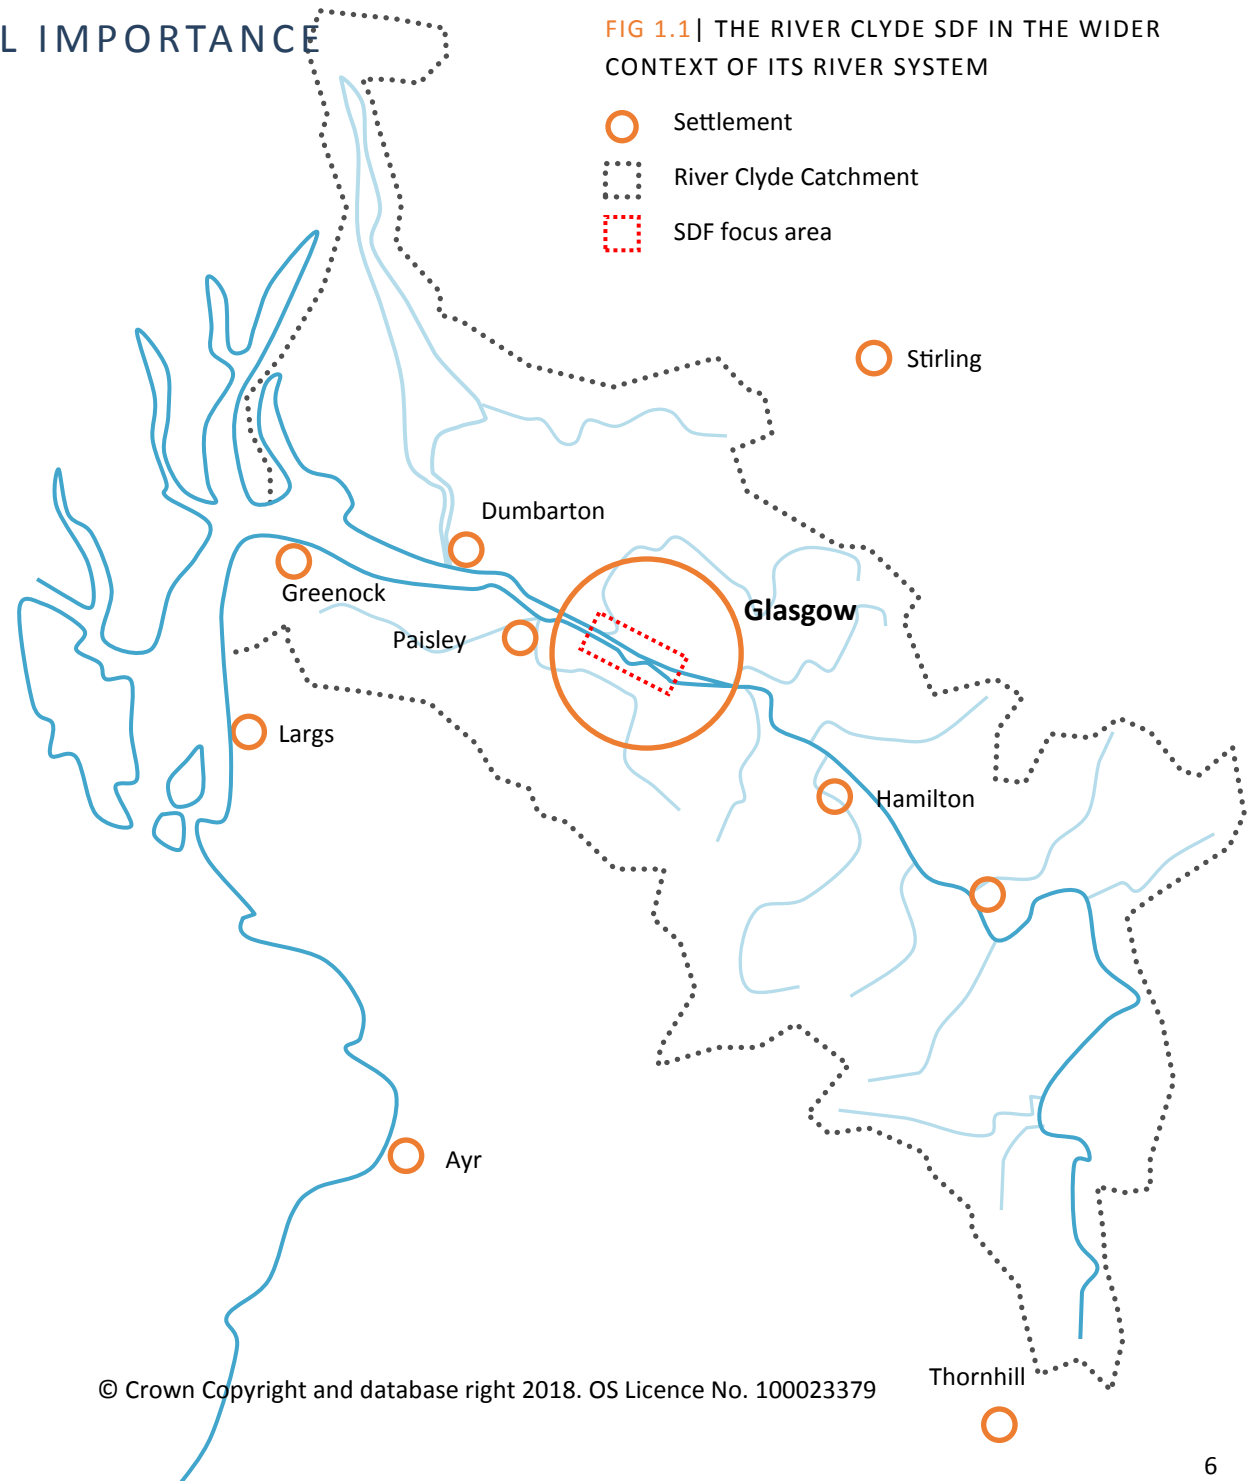 L IMPORTANCE
FIG 1.1| THE RIVER CLYDE SDF IN THE WIDER
CONTEXT OF ITS RIVER SYSTEM
Settlement
River Clyde Catchment
SDF focus area
Stirling
Dumbarton
Greenock
Glasgow
Paisley
Largs
Hamilton
Ayr
Thornhill
© Crown Copyright and database right 2018. OS Licence No. 100023379
6